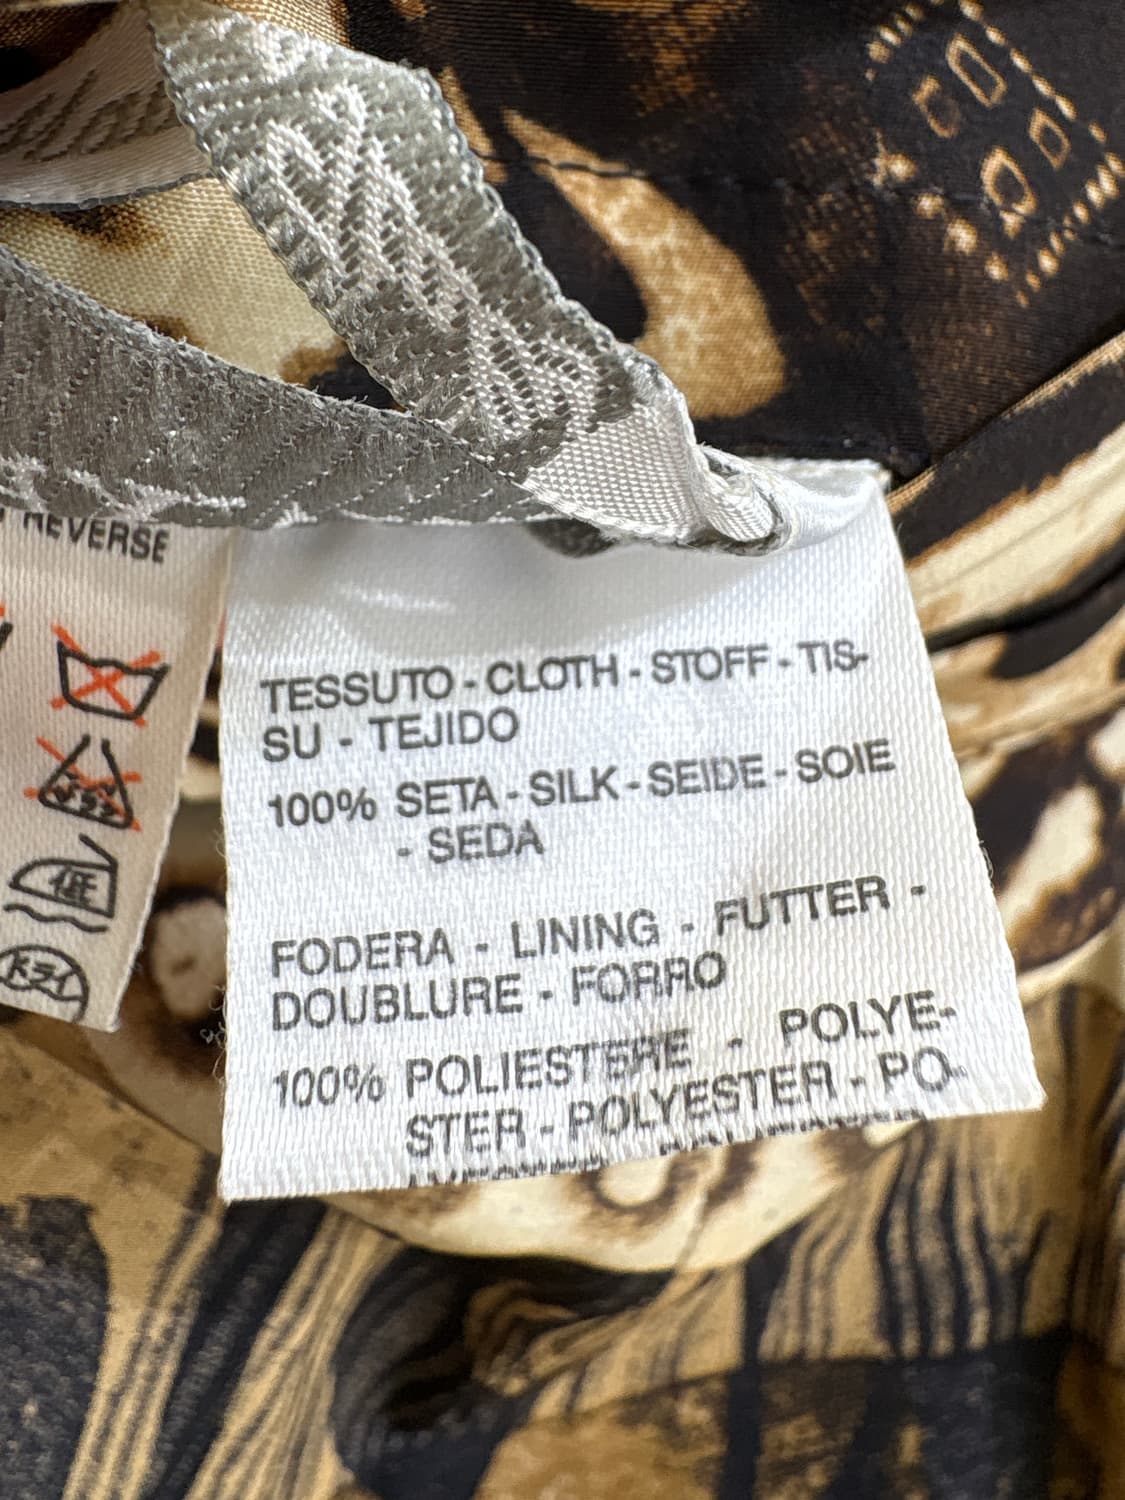 REVERSE
TESSUTO - CLOTH - STOFF - TIS-
SU - TEJIDO
100% SETA - SILK - SEIDE - SOIE
- SEDA
FODERA - LINING - FUTTER -
DOUBLURE - FORRO
100% POLIESTERE - POLYE-
STER - POLYESTER - PO-